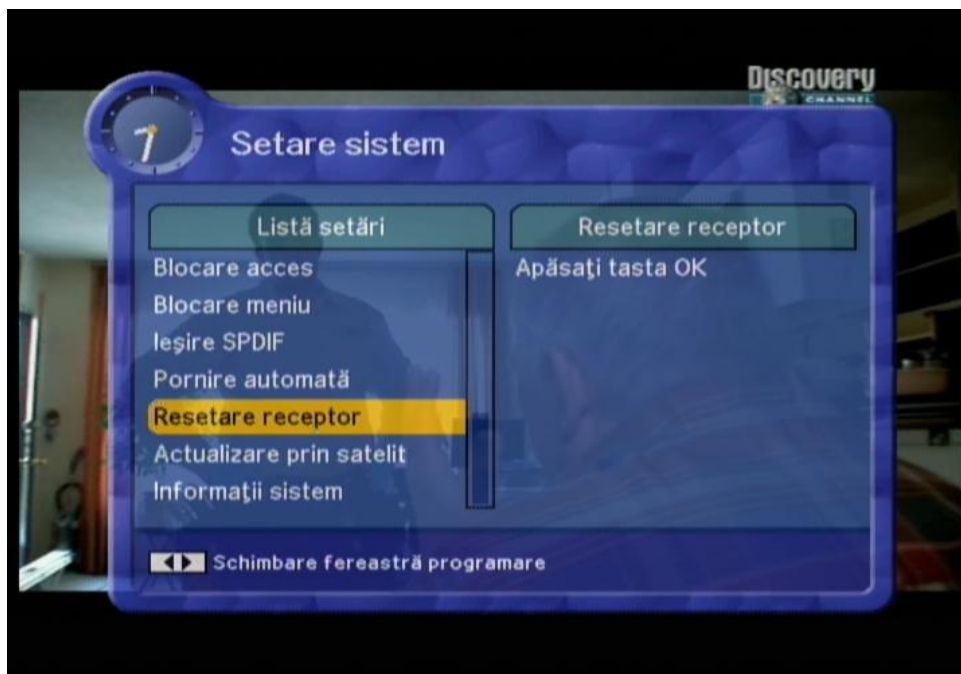 Discovery
CHANNEL
Setare sistem
Listă setări
Blocare acces
Blocare meniu
Ieşire SPDIF
Pornire automată
Resetare receptor
Actualizare prin satelit
Informaţii sistem
Resetare receptor
Apăsaţi tasta OK
Schimbare fereastră programare